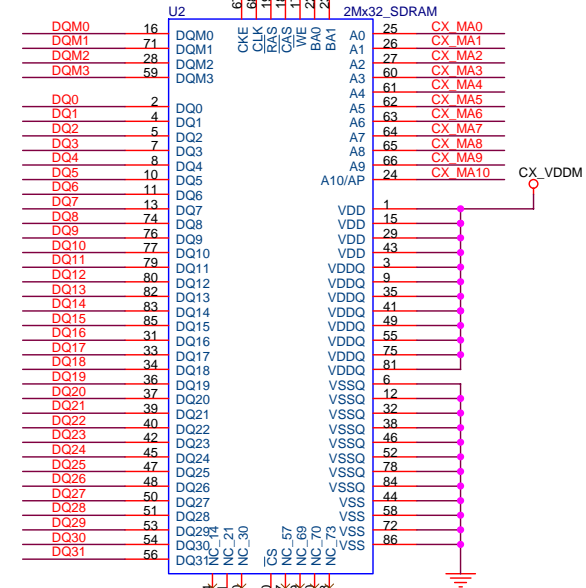 U2 2Mx32_SDRAM
CKE CLK RAS CAS WE BA0 BA1
DQM0 16 DQM0 A0 25 CX_MA0
DQM1 71 DQM1 A1 26 CX_MA1
DQM2 28 DQM2 A2 27 CX_MA2
DQM3 59 DQM3 A3 60 CX_MA3
A4 61 CX_MA4
DQ0 2 DQ0 A5 62 CX_MA5
DQ1 4 DQ1 A6 63 CX_MA6
DQ2 5 DQ2 A7 64 CX_MA7
DQ3 7 DQ3 A8 65 CX_MA8
DQ4 8 DQ4 A9 66 CX_MA9
DQ5 10 DQ5 A10/AP 24 CX_MA10 CX_VDDM
DQ6 11 DQ6
DQ7 13 DQ7 VDD 1
DQ8 74 DQ8 VDD 15
DQ9 76 DQ9 VDD 29
DQ10 77 DQ10 VDD 43
DQ11 79 DQ11 VDDQ 3
DQ12 80 DQ12 VDDQ 9
DQ13 82 DQ13 VDDQ 35
DQ14 83 DQ14 VDDQ 41
DQ15 85 DQ15 VDDQ 49
DQ16 31 DQ16 VDDQ 55
DQ17 33 DQ17 VDDQ 75
DQ18 34 DQ18 VDDQ 81
DQ19 36 DQ19 VSSQ 6
DQ20 37 DQ20 VSSQ 12
DQ21 39 DQ21 VSSQ 32
DQ22 40 DQ22 VSSQ 38
DQ23 42 DQ23 VSSQ 46
DQ24 45 DQ24 VSSQ 52
DQ25 47 DQ25 VSSQ 78
DQ26 48 DQ26 VSSQ 84
DQ27 50 DQ27 VSS 44
DQ28 51 DQ28 VSS 58
DQ29 53 DQ29 VSS 72
DQ30 54 DQ30 VSS 86
DQ31 56 DQ31
NC_14 NC_21 NC_30 CS NC_57 NC_69 NC_70 NC_73